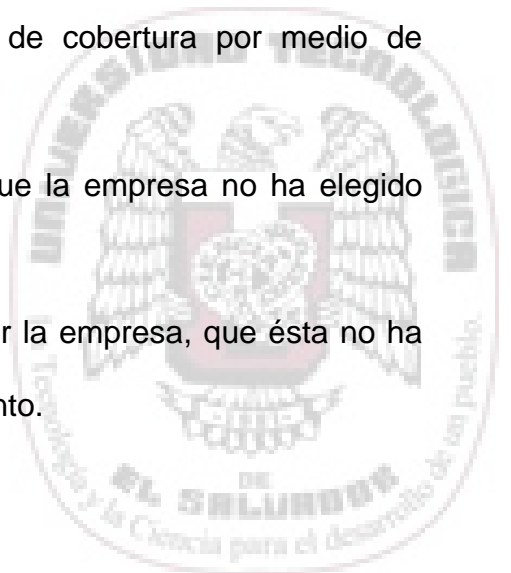 de cobertura por medio de
ue la empresa no ha elegido
r la empresa, que ésta no ha
nto.
UNIVERSIDAD TECNOLOGICA
DE
EL SALVADOR
la Tecnología y la Ciencia para el desarrollo de un pueblo.